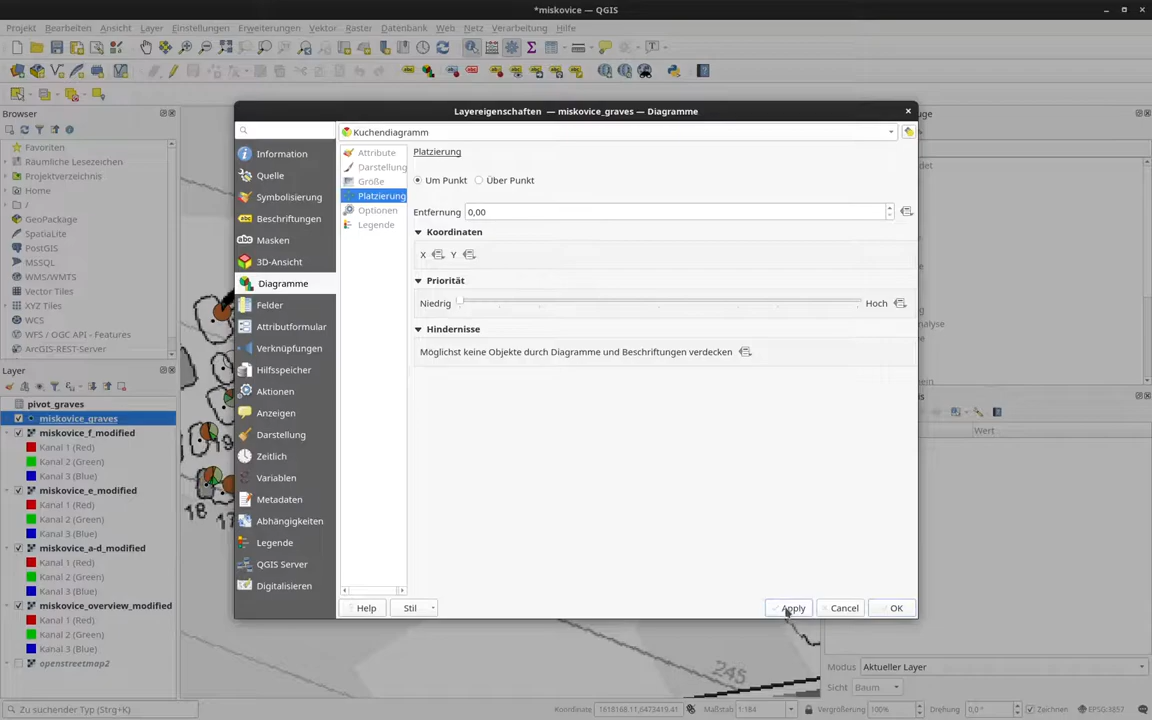 *miskovice — QGIS
Projekt Bearbeiten Ansicht Layer Einstellungen Erweiterungen Vektor Raster Datenbank Web Netz Verarbeitung Hilfe
Browser
Favoriten
Räumliche Lesezeichen
Projektverzeichnis
Home
/
GeoPackage
SpatiaLite
PostGIS
MSSQL
WMS/WMTS
Vector Tiles
XYZ Tiles
WCS
WFS / OGC API - Features
ArcGIS-REST-Server
Layer
pivot_graves
miskovice_graves
miskovice_f_modified
Kanal 1 (Red)
Kanal 2 (Green)
Kanal 3 (Blue)
miskovice_e_modified
Kanal 1 (Red)
Kanal 2 (Green)
Kanal 3 (Blue)
miskovice_a-d_modified
Kanal 1 (Red)
Kanal 2 (Green)
Kanal 3 (Blue)
miskovice_overview_modified
Kanal 1 (Red)
Kanal 2 (Green)
Kanal 3 (Blue)
openstreetmap2
Layereigenschaften — miskovice_graves — Diagramme
Information
Quelle
Symbolisierung
Beschriftungen
Masken
3D-Ansicht
Diagramme
Felder
Attributformular
Verknüpfungen
Hilfsspeicher
Aktionen
Anzeigen
Darstellung
Zeitlich
Variablen
Metadaten
Abhängigkeiten
Legende
QGIS Server
Digitalisieren
Kuchendiagramm
Attribute
Darstellung
Größe
Platzierung
Optionen
Legende
Platzierung
Um Punkt Über Punkt
Entfernung 0,00
Koordinaten
X Y
Priorität
Niedrig Hoch
Hindernisse
Möglichst keine Objekte durch Diagramme und Beschriftungen verdecken
Help Stil Apply Cancel OK
18
245
Wert
Modus Aktueller Layer
Sicht Baum
Zu suchender Typ (Strg+K) Koordinate 1618168.11,6473419.41 Maßstab 1:184 Vergrößerung 100% Drehung 0,0 ° Zeichnen EPSG:3857